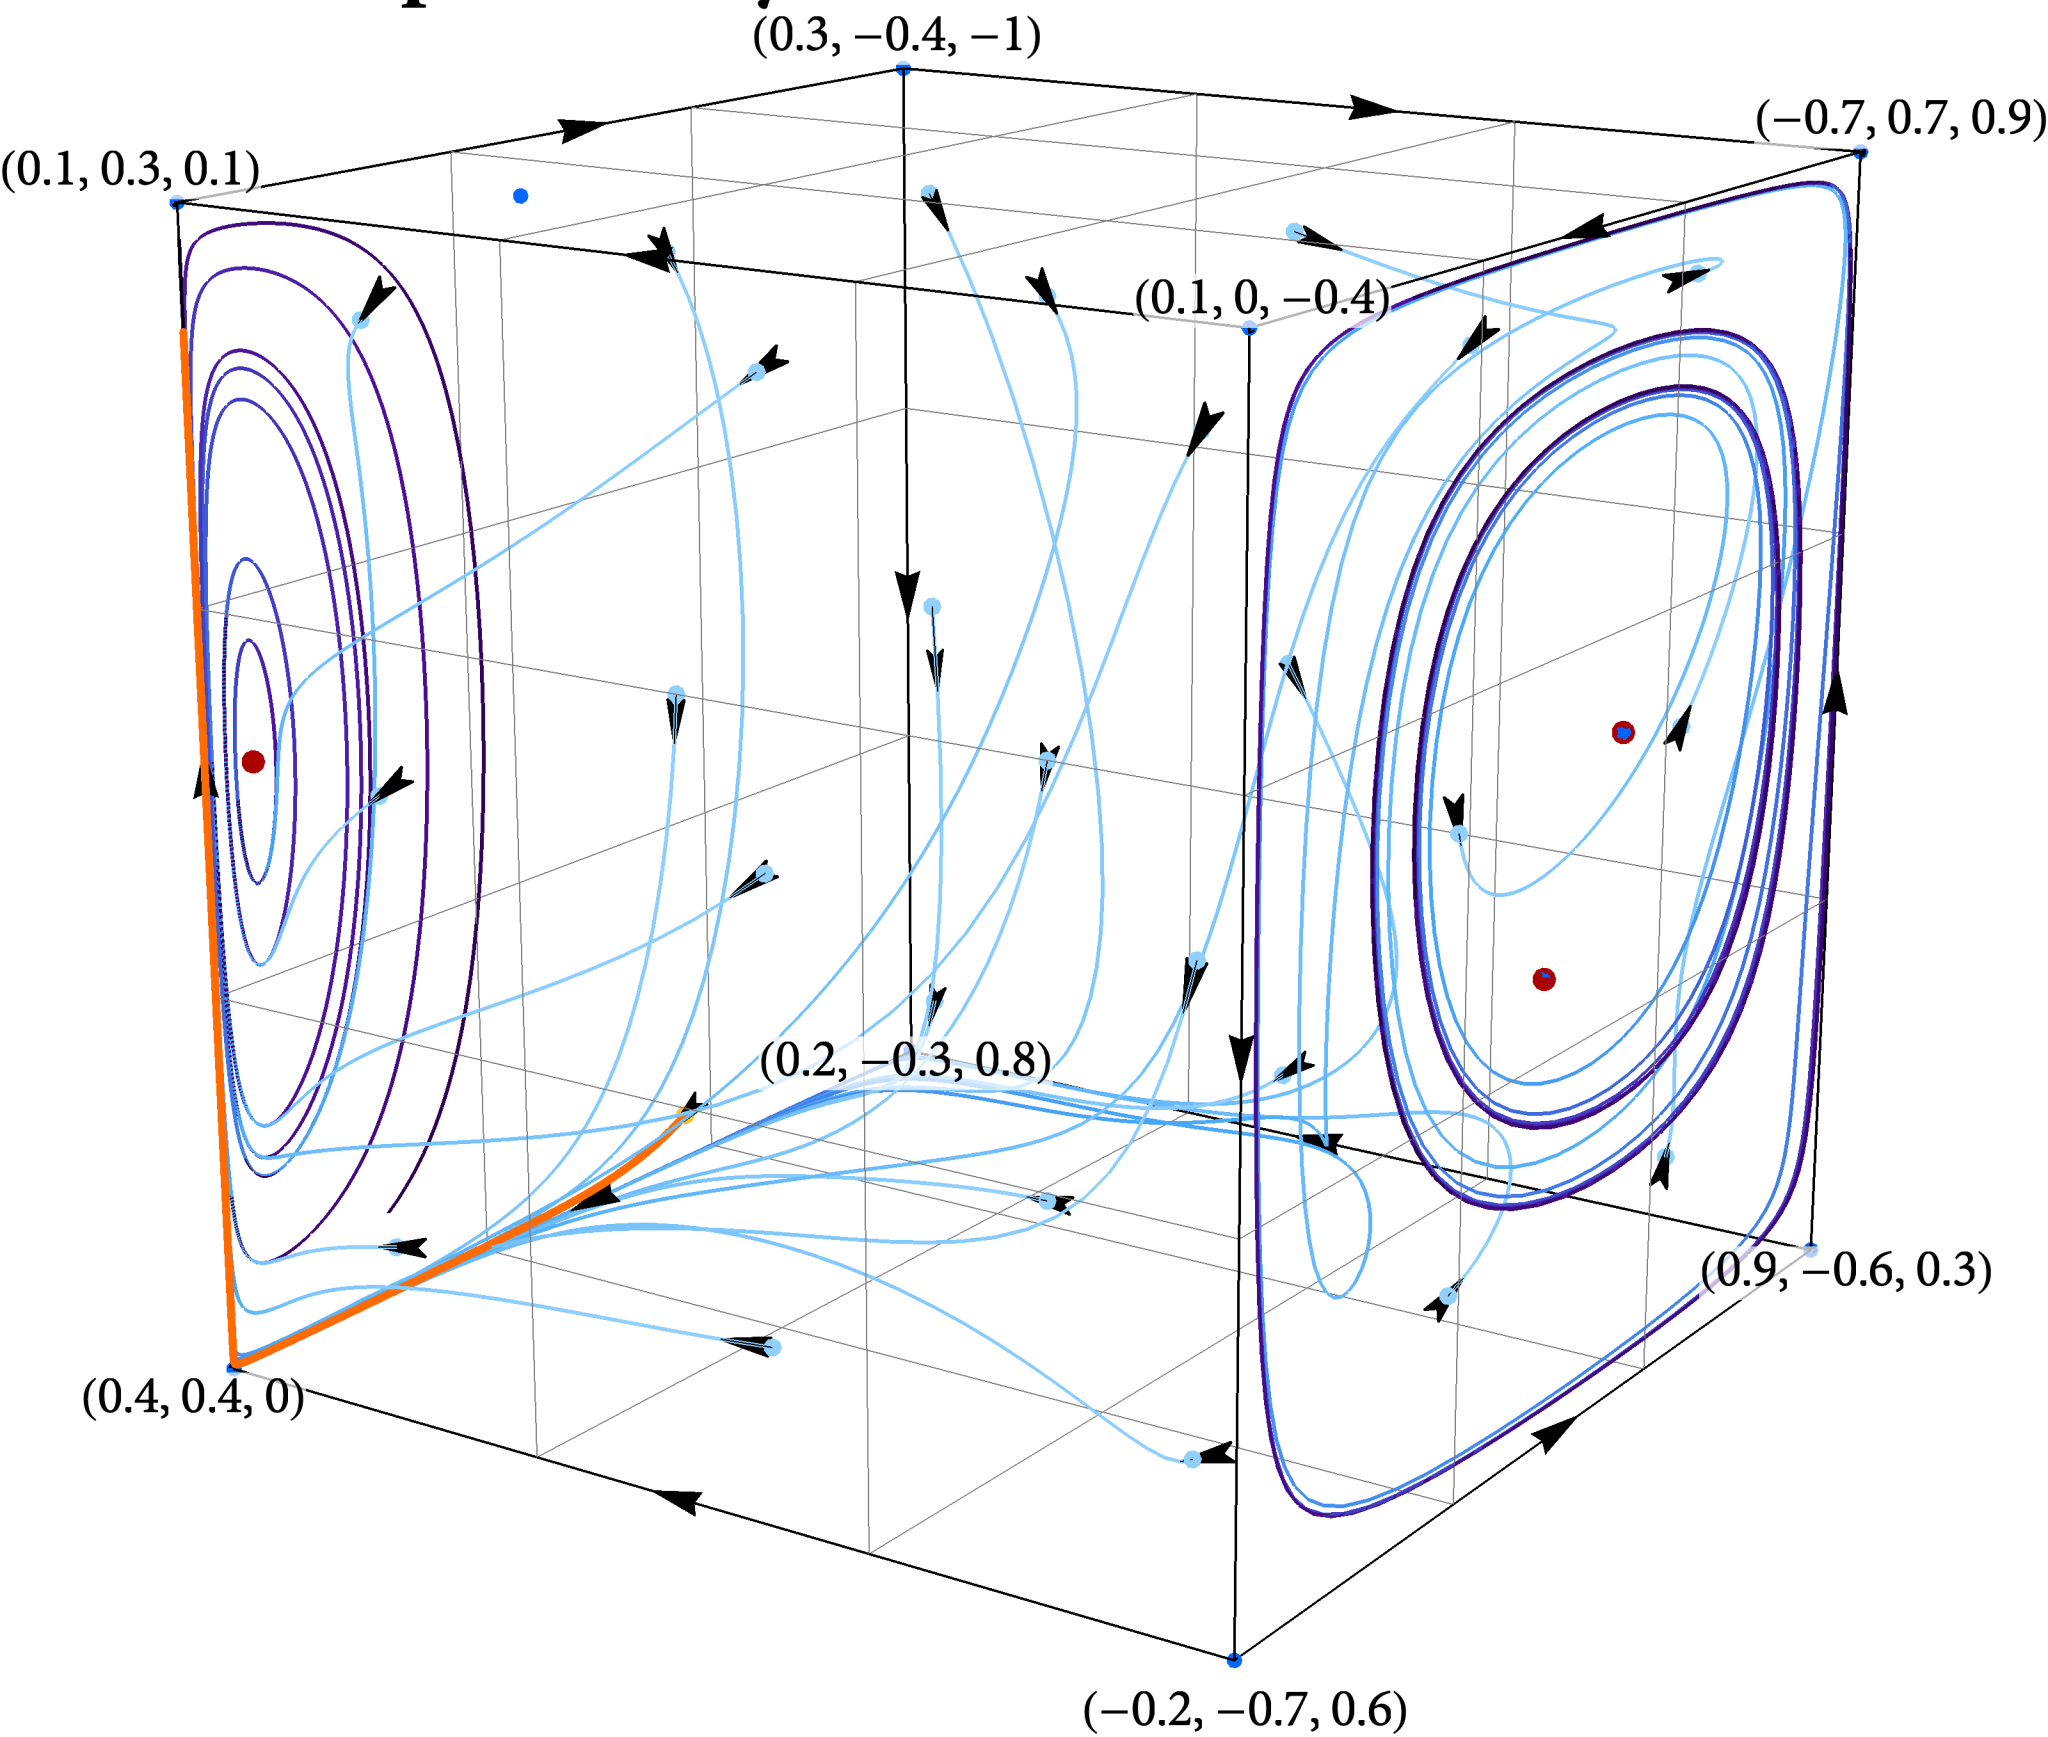 (0.3, −0.4, −1)
(−0.7, 0.7, 0.9)
(0.1, 0.3, 0.1)
(0.1, 0, −0.4)
(0.2, −0.3, 0.8)
(0.9, −0.6, 0.3)
(0.4, 0.4, 0)
(−0.2, −0.7, 0.6)